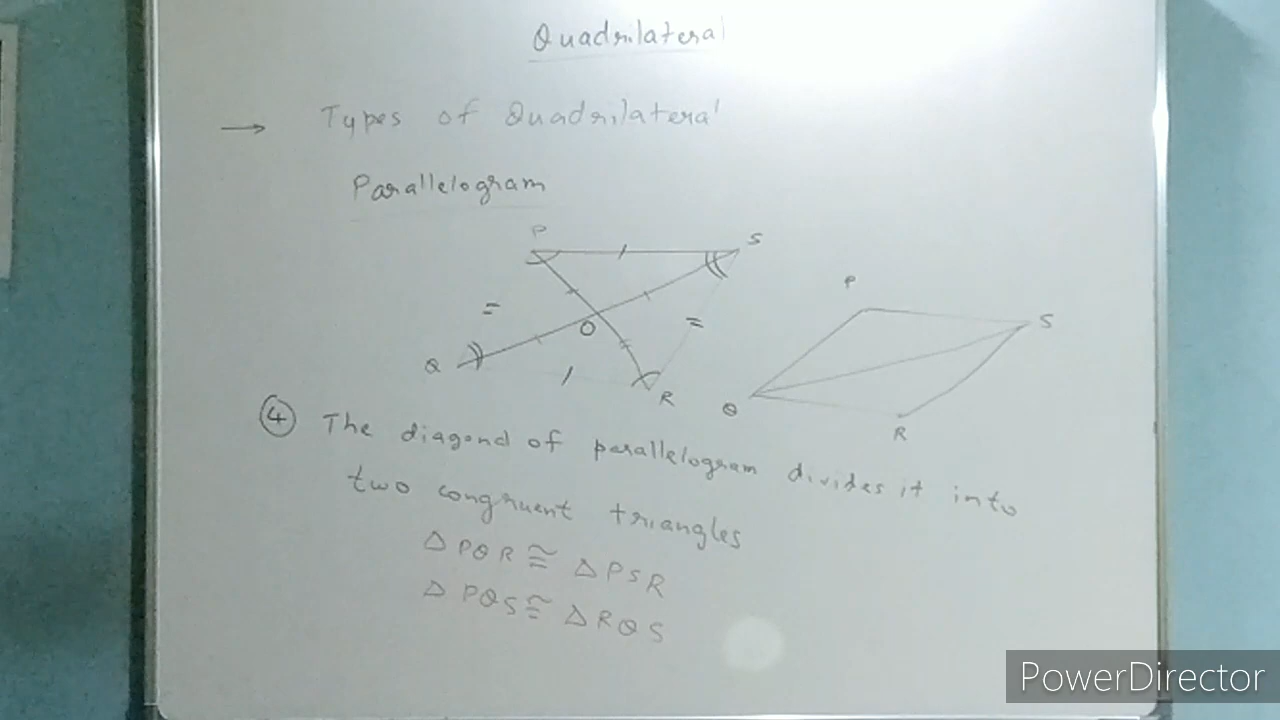 Quadrilateral
→ Types of Quadrilateral
Parallelogram
P S
O
Q R
P S
Q R
④ The diagonal of parallelogram divides it into
two congruent triangles
Δ PQR ≅ Δ PSR
Δ PQS ≅ Δ RQS
PowerDirector